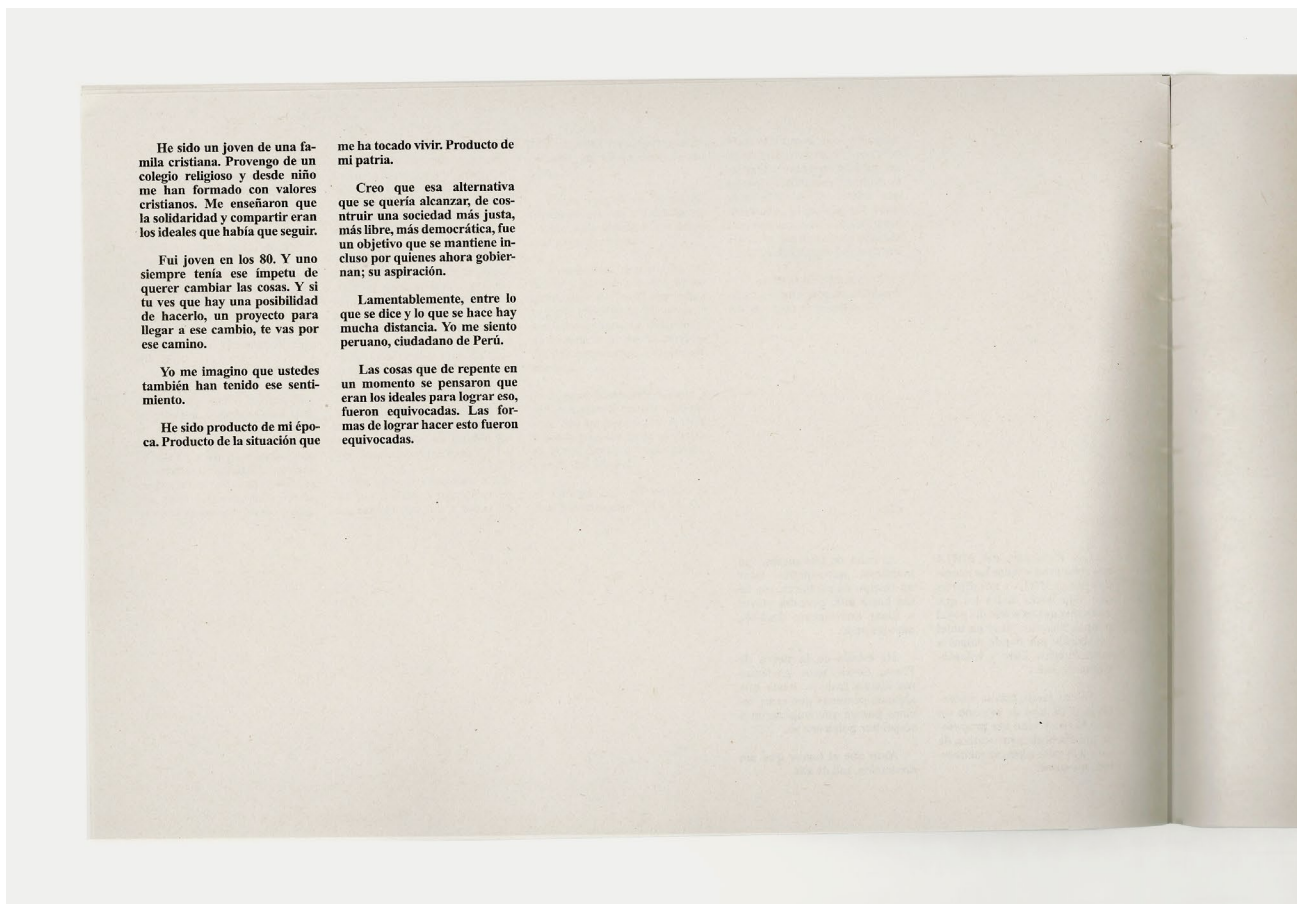 He sido un joven de una fa-
mila cristiana. Provengo de un
colegio religioso y desde niño
me han formado con valores
cristianos. Me enseñaron que
la solidaridad y compartir eran
los ideales que había que seguir.
Fui joven en los 80. Y uno
siempre tenía ese ímpetu de
querer cambiar las cosas. Y si
tu ves que hay una posibilidad
de hacerlo, un proyecto para
llegar a ese cambio, te vas por
ese camino.
Yo me imagino que ustedes
también han tenido ese senti-
miento.
He sido producto de mi épo-
ca. Producto de la situación que
me ha tocado vivir. Producto de
mi patria.
Creo que esa alternativa
que se quería alcanzar, de cos-
ntruir una sociedad más justa,
más libre, más democrática, fue
un objetivo que se mantiene in-
cluso por quienes ahora gobier-
nan; su aspiración.
Lamentablemente, entre lo
que se dice y lo que se hace hay
mucha distancia. Yo me siento
peruano, ciudadano de Perú.
Las cosas que de repente en
un momento se pensaron que
eran los ideales para lograr eso,
fueron equivocadas. Las for-
mas de lograr hacer esto fueron
equivocadas.